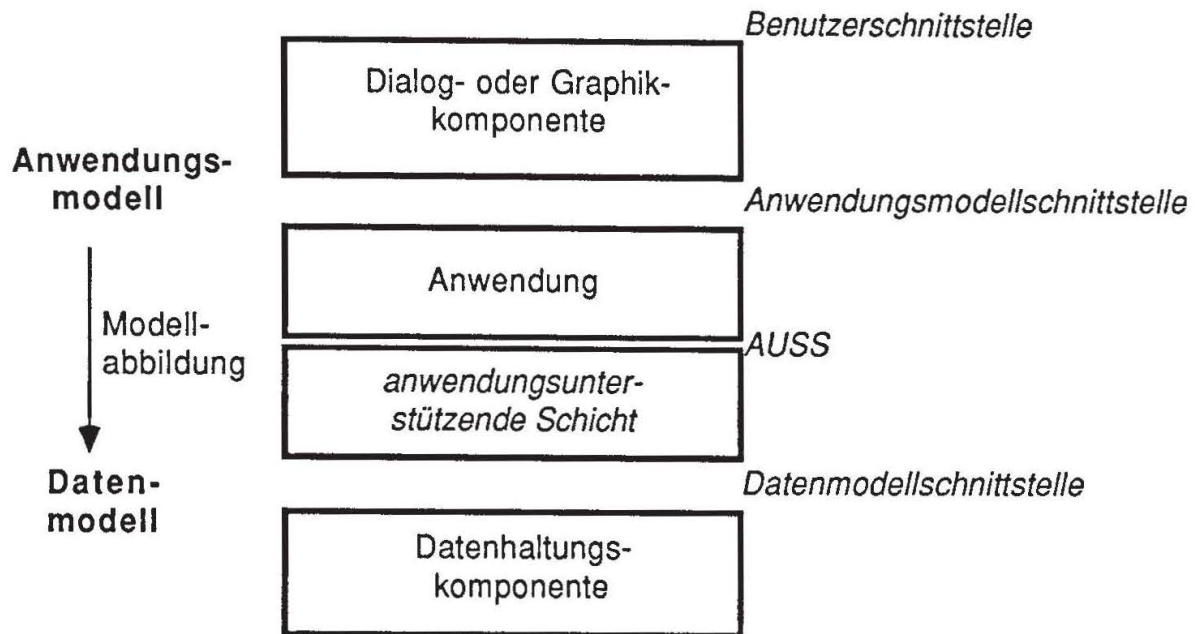 Benutzerschnittstelle
Dialog- oder Graphik-
komponente
Anwendungs-
modell
Anwendungsmodellschnittstelle
Anwendung
Modell-
abbildung
AUSS
anwendungsunter-
stützende Schicht
Daten-
modell
Datenmodellschnittstelle
Datenhaltungs-
komponente